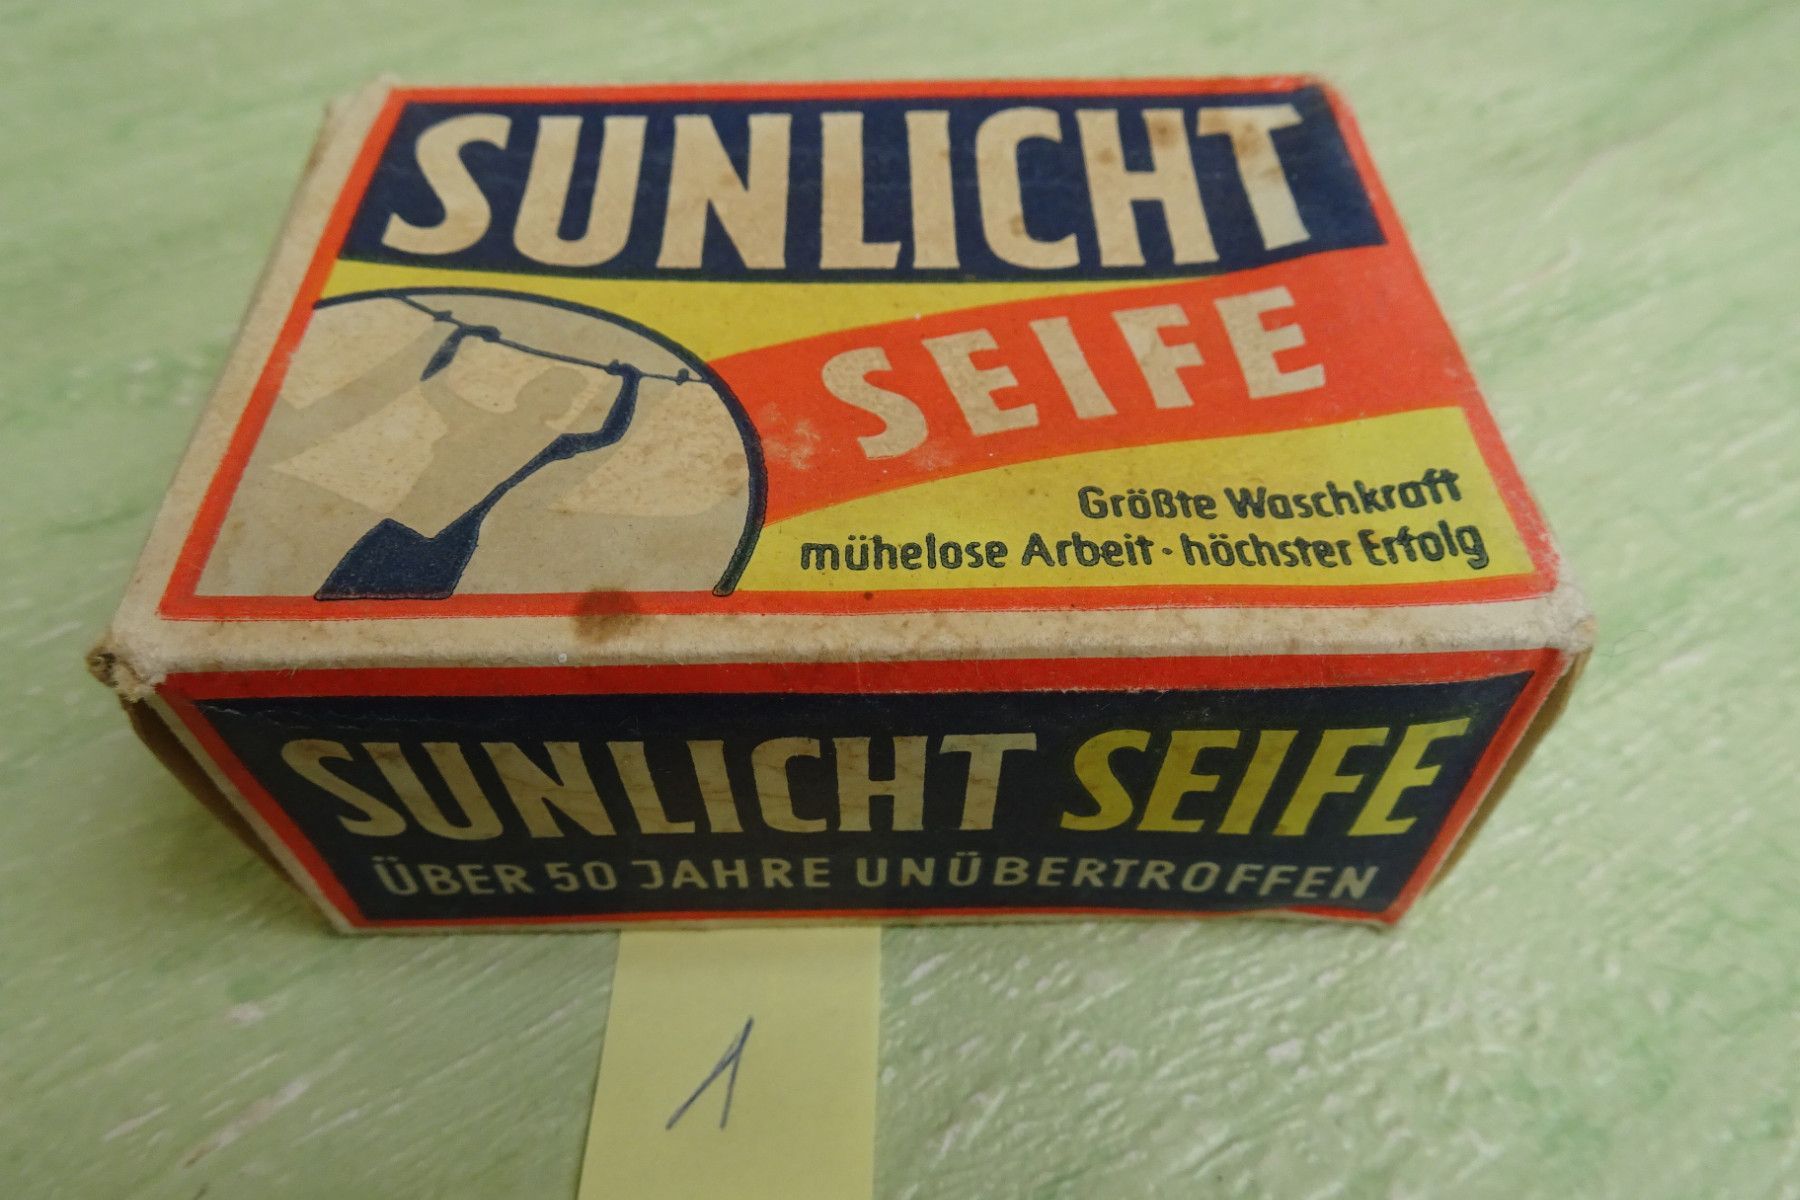 SUNLICHT
SEIFE
Größte Waschkraft
mühelose Arbeit · höchster Erfolg
SUNLICHT SEIFE
ÜBER 50 JAHRE UNÜBERTROFFEN
1